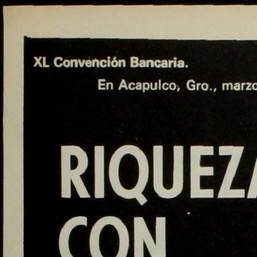 XL Convención Bancaria.
En Acapulco, Gro., marzo
RIQUEZA
CON